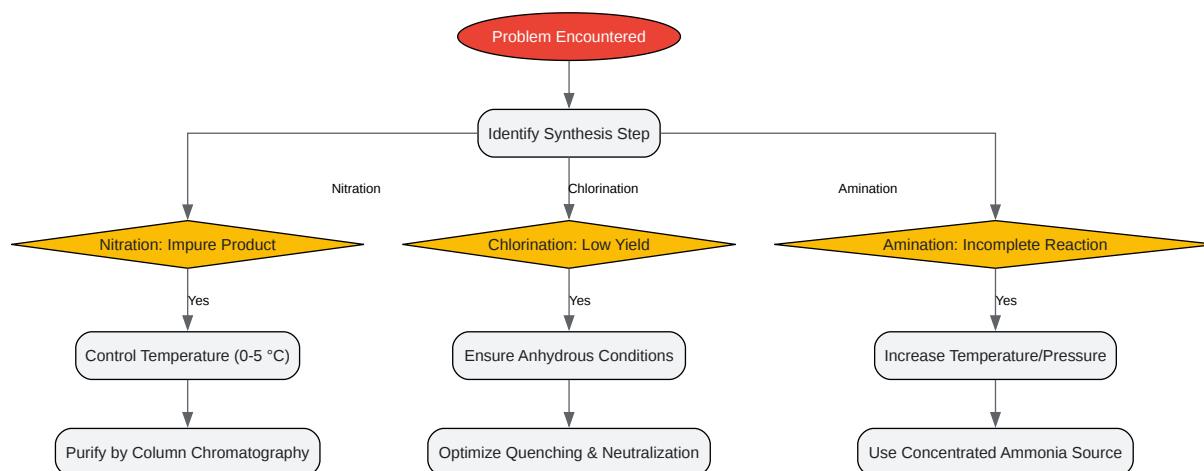 Problem Encountered
Identify Synthesis Step
Nitration
Chlorination
Amination
Nitration: Impure Product
Chlorination: Low Yield
Amination: Incomplete Reaction
Yes
Yes
Yes
Control Temperature (0-5 °C)
Ensure Anhydrous Conditions
Increase Temperature/Pressure
Purify by Column Chromatography
Optimize Quenching & Neutralization
Use Concentrated Ammonia Source